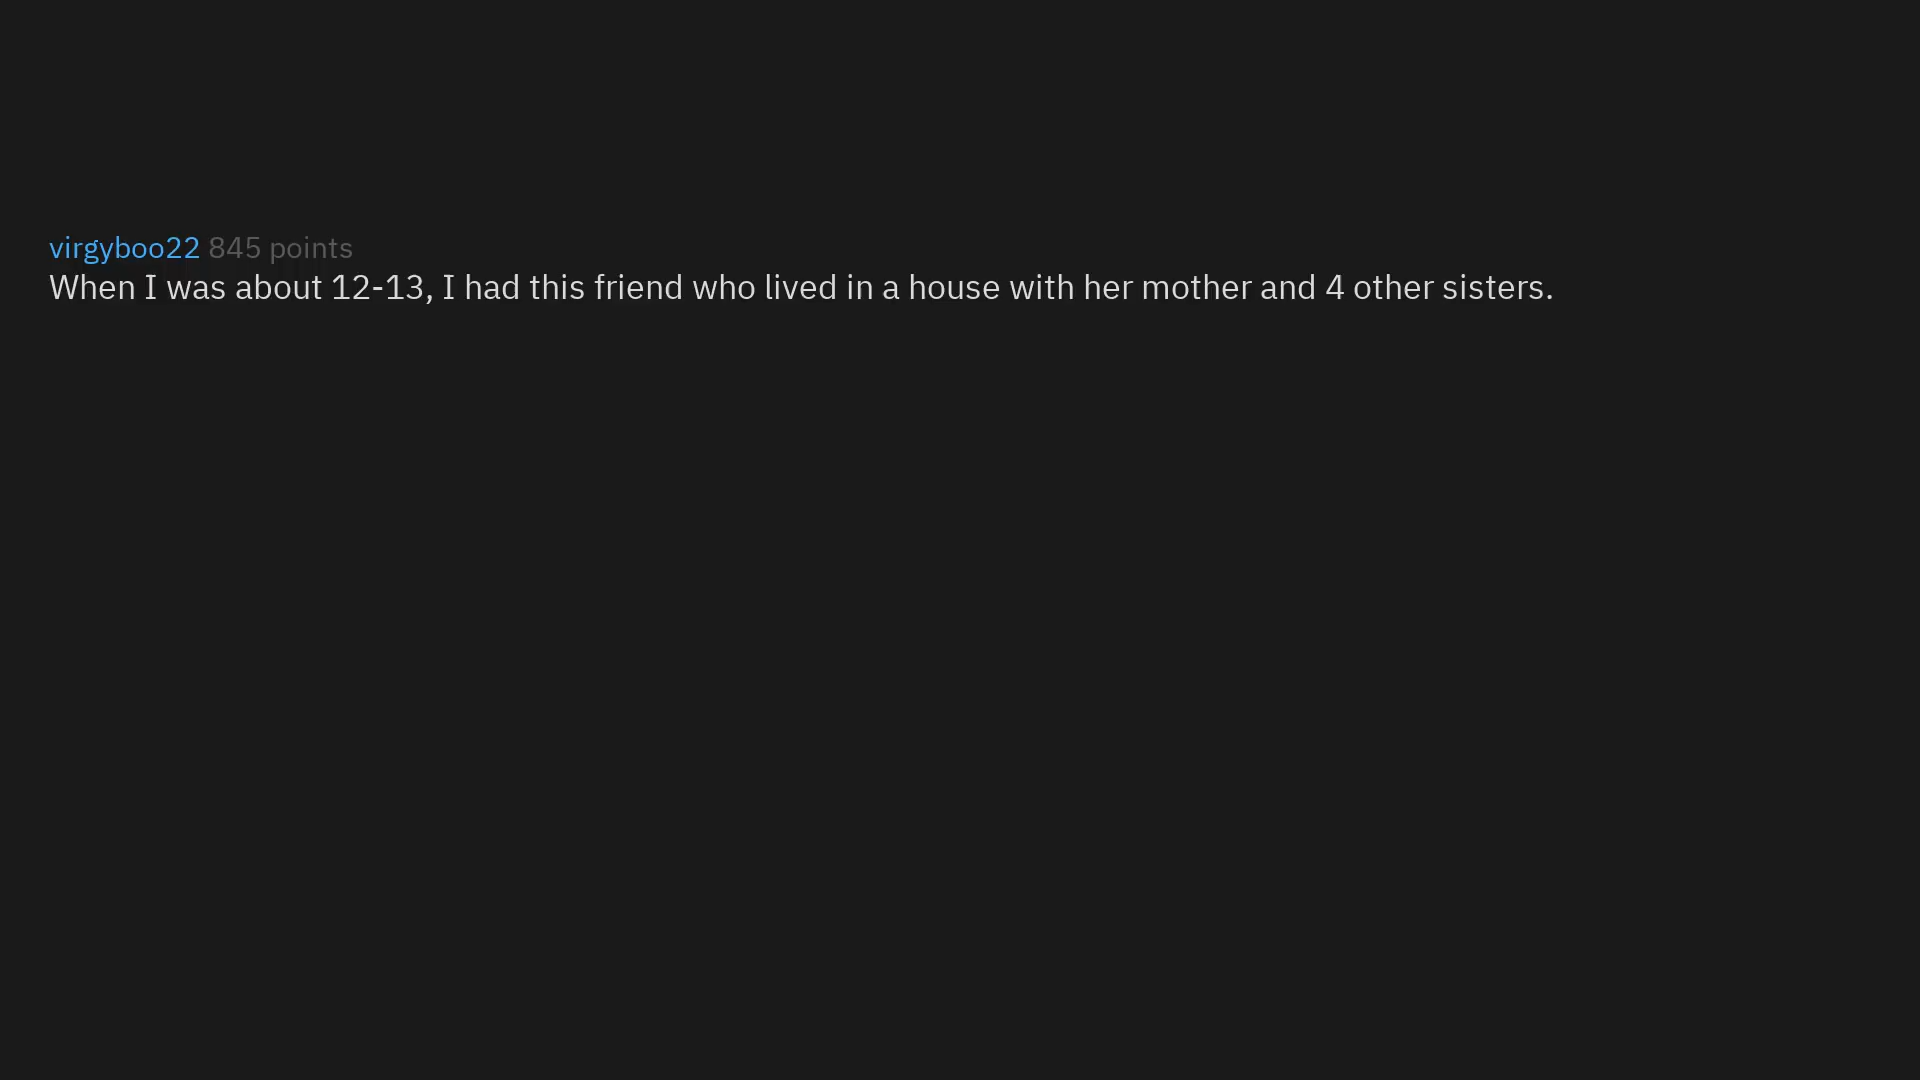 virgyboo22 845 points
When I was about 12-13, I had this friend who lived in a house with her mother and 4 other sisters.